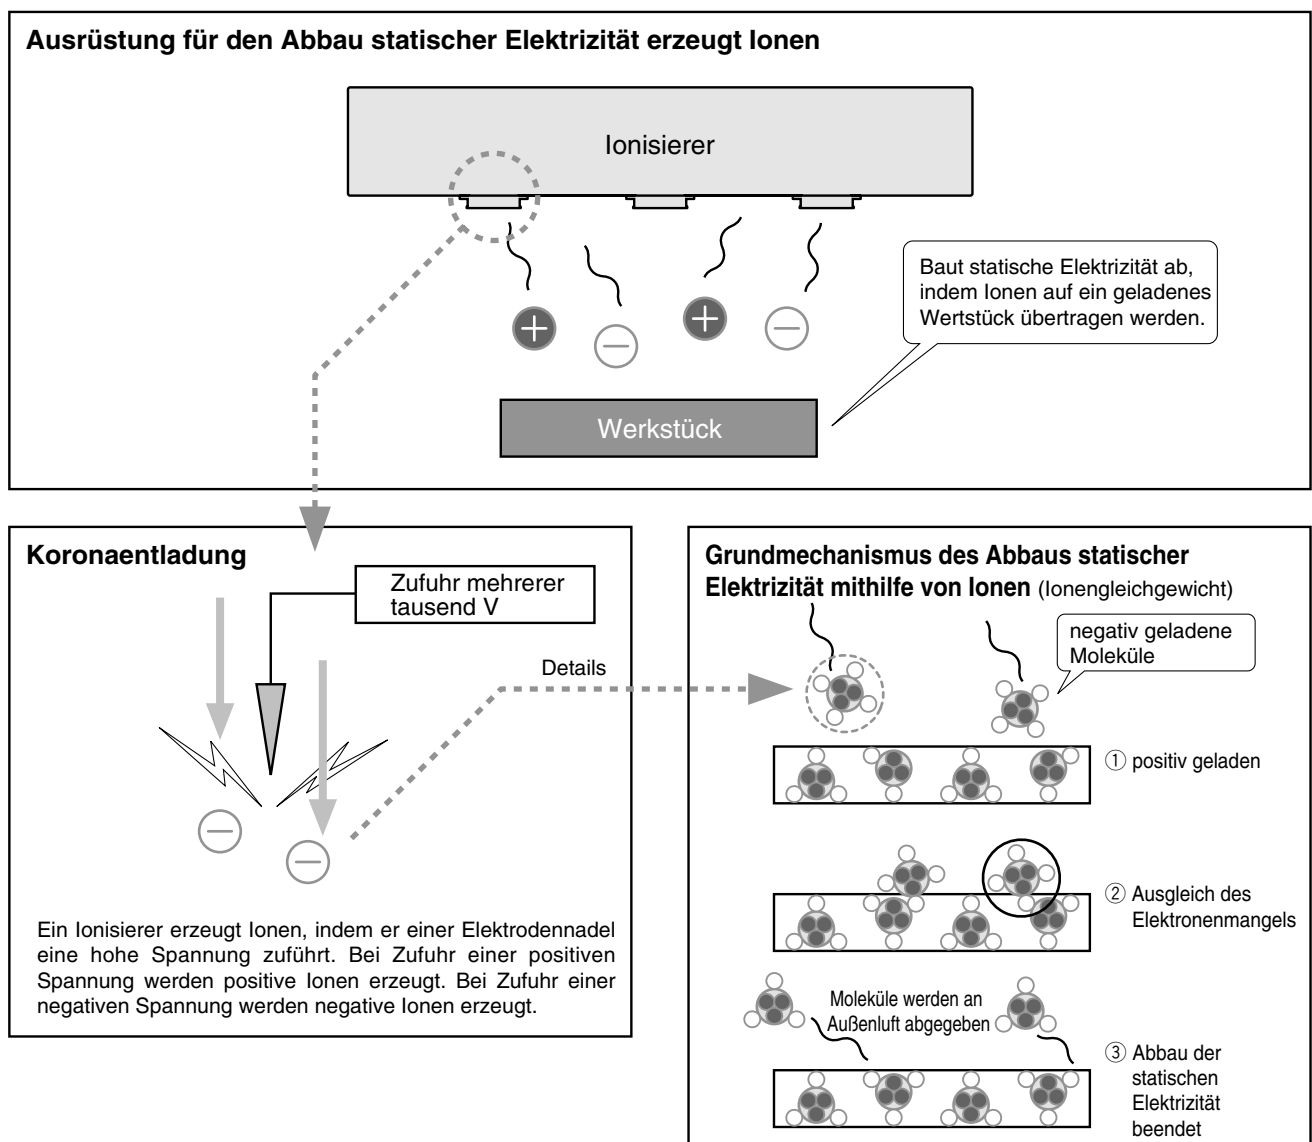 Ausrüstung für den Abbau statischer Elektrizität erzeugt Ionen
Ionisierer
Baut statische Elektrizität ab,
indem Ionen auf ein geladenes
Wertstück übertragen werden.
Werkstück
Koronaentladung
Zufuhr mehrerer
tausend V
Details
Ein Ionisierer erzeugt Ionen, indem er einer Elektrodennadel
eine hohe Spannung zuführt. Bei Zufuhr einer positiven
Spannung werden positive Ionen erzeugt. Bei Zufuhr einer
negativen Spannung werden negative Ionen erzeugt.
Grundmechanismus des Abbaus statischer
Elektrizität mithilfe von Ionen (Ionengleichgewicht)
negativ geladene
Moleküle
① positiv geladen
② Ausgleich des
Elektronenmangels
Moleküle werden an
Außenluft abgegeben
③ Abbau der
statischen
Elektrizität
beendet